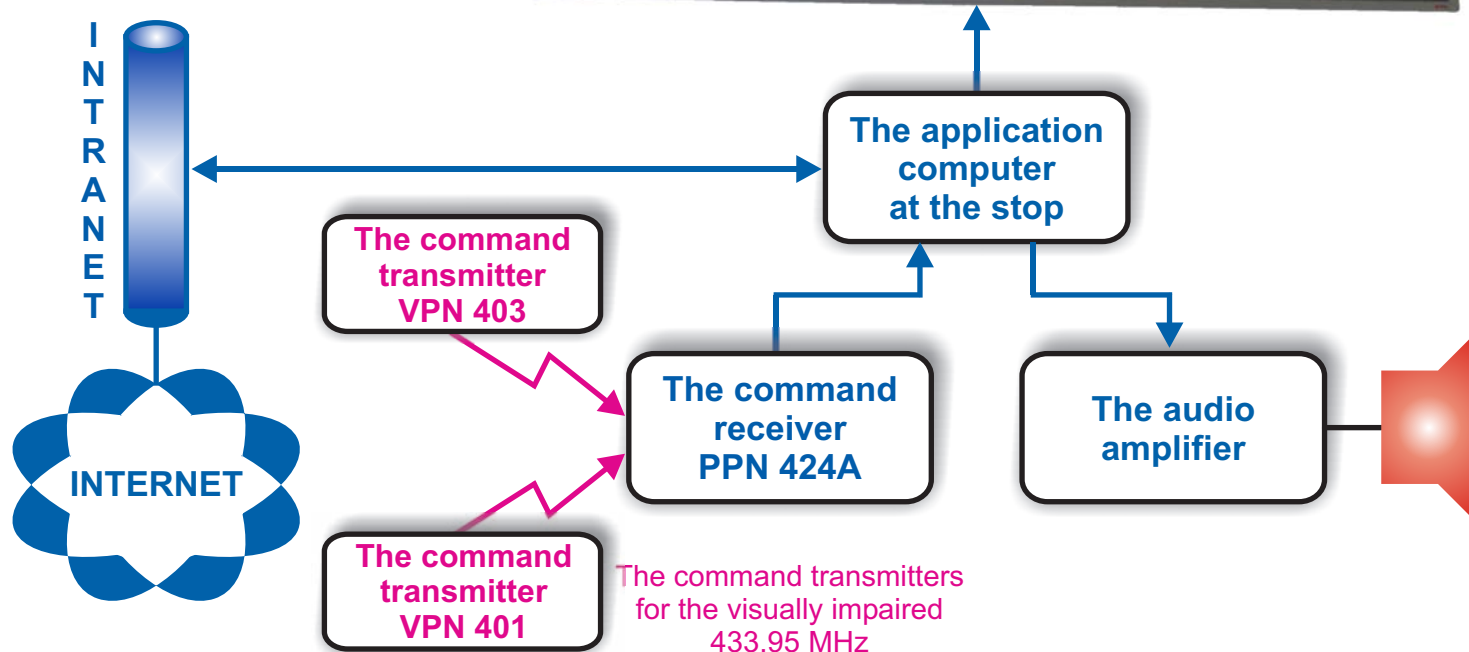 INTRANET
The application
computer
at the stop
The command
transmitter
VPN 403
The command
receiver
PPN 424A
The audio
amplifier
INTERNET
The command
transmitter
VPN 401
The command transmitters
for the visually impaired
433.95 MHz